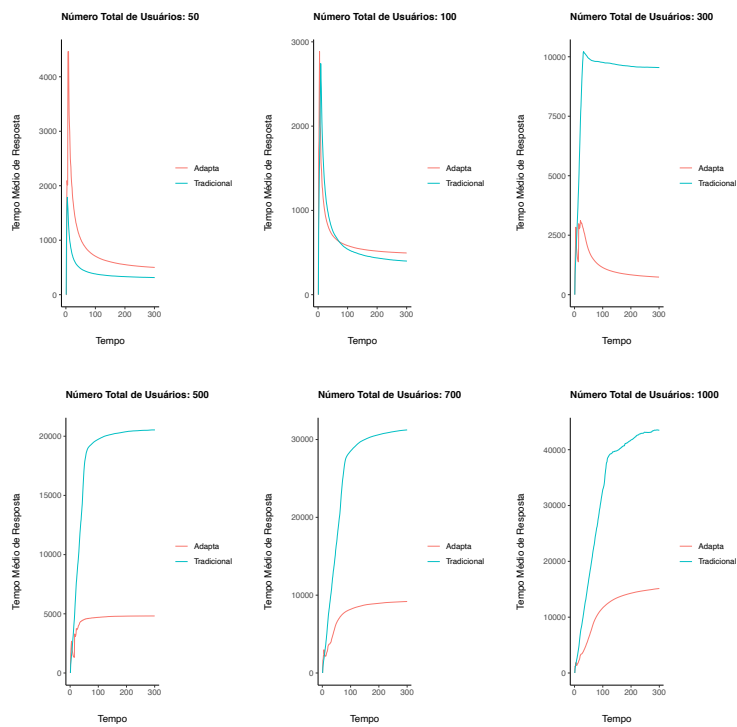 Número Total de Usuários: 50
Tempo Médio de Resposta
4000
3000
2000
1000
0
0 100 200 300
Tempo
Adapta
Tradicional
Número Total de Usuários: 100
Tempo Médio de Resposta
3000
2000
1000
0
0 100 200 300
Tempo
Adapta
Tradicional
Número Total de Usuários: 300
Tempo Médio de Resposta
10000
7500
5000
2500
0
0 100 200 300
Tempo
Adapta
Tradicional
Número Total de Usuários: 500
Tempo Médio de Resposta
20000
15000
10000
5000
0
0 100 200 300
Tempo
Adapta
Tradicional
Número Total de Usuários: 700
Tempo Médio de Resposta
30000
20000
10000
0
0 100 200 300
Tempo
Adapta
Tradicional
Número Total de Usuários: 1000
Tempo Médio de Resposta
40000
30000
20000
10000
0
0 100 200 300
Tempo
Adapta
Tradicional